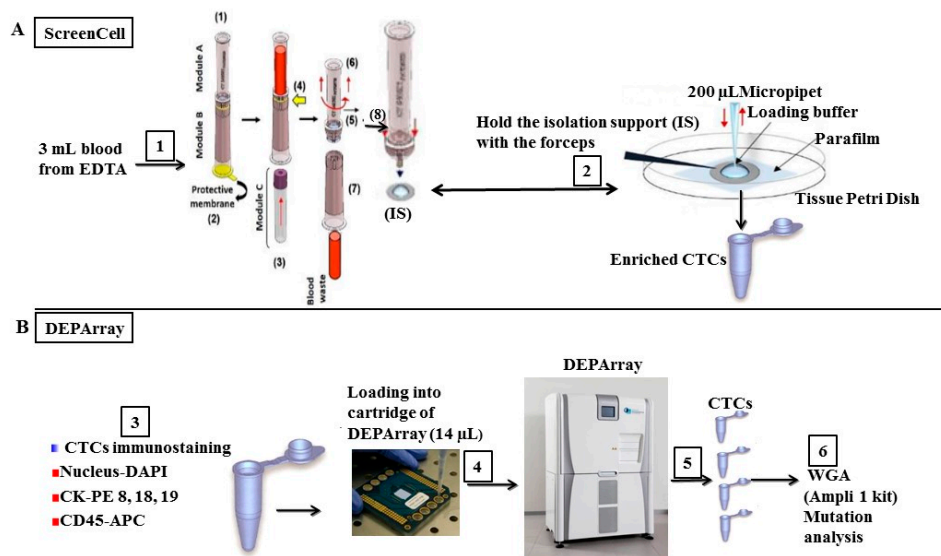 A
ScreenCell
(1)
Module A
Module B
3 mL blood
from EDTA
1
Protective
membrane
(2)
(4)
Module C
(3)
(6)
(5)
(7)
Blood
waste
(8)
(IS)
Hold the isolation support (IS)
with the forceps
2
200 µLMicropipet
Loading buffer
Parafilm
Tissue Petri Dish
Enriched CTCs
B
DEPArray
3
CTCs immunostaining
Nucleus-DAPI
CK-PE 8, 18, 19
CD45-APC
Loading into
cartridge of
DEPArray (14 µL)
4
DEPArray
5
CTCs
6
WGA
(Ampli 1 kit)
Mutation
analysis